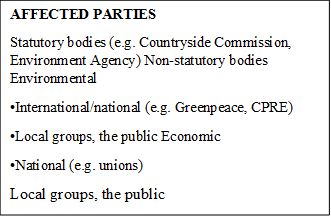 AFFECTED PARTIES
Statutory bodies (e.g. Countryside Commission,
Environment Agency) Non-statutory bodies
Environmental
•International/national (e.g. Greenpeace, CPRE)
•Local groups, the public Economic
•National (e.g. unions)
Local groups, the public